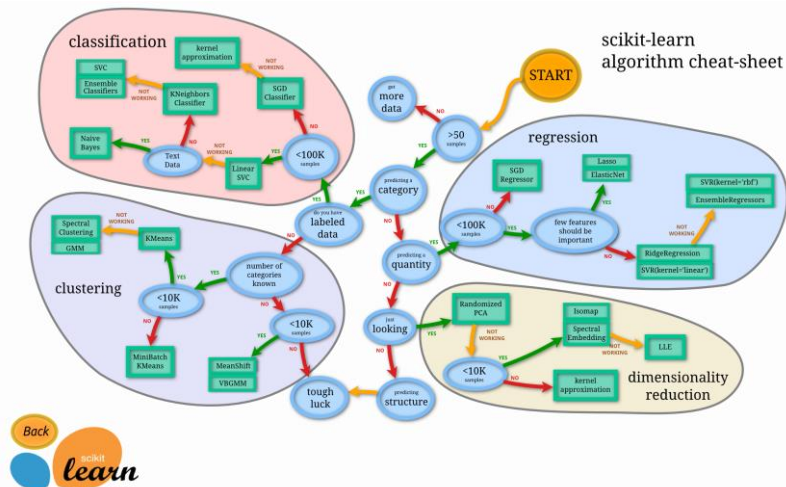 scikit-learn
algorithm cheat-sheet
START
get
more
data
NO
>50
samples
YES
predicting a
category
YES
NO
do you have
labeled
data
YES
NO
predicting a
quantity
YES
NO
just
looking
YES
NO
predicting
structure
tough
luck
classification
kernel
approximation
NOT
WORKING
SGD
Classifier
NO
<100K
samples
YES
Linear
SVC
NOT
WORKING
Text
Data
YES
Naive
Bayes
NO
KNeighbors
Classifier
NOT
WORKING
SVC
Ensemble
Classifiers
regression
<100K
samples
NO
SGD
Regressor
YES
few features
should be
important
YES
Lasso
ElasticNet
NO
RidgeRegression
SVR(kernel='linear')
NOT
WORKING
SVR(kernel='rbf')
EnsembleRegressors
clustering
number of
categories
known
YES
NO
<10K
samples
YES
KMeans
NOT
WORKING
Spectral
Clustering
GMM
NO
MiniBatch
KMeans
<10K
samples
YES
MeanShift
VBGMM
NO
dimensionality
reduction
Randomized
PCA
NOT
WORKING
<10K
samples
YES
Isomap
Spectral
Embedding
NOT
WORKING
LLE
NO
kernel
approximation
Back
scikit
learn